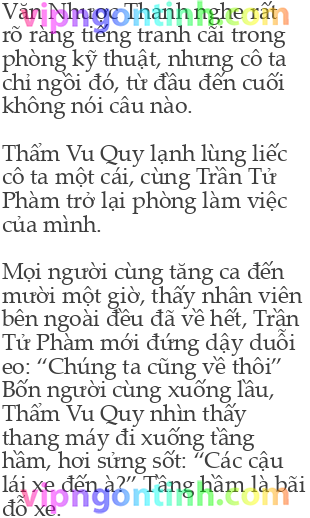 vipngontinh.com
Văn Nhược Thanh nghe rất
rõ ràng tiếng tranh cãi trong
phòng kỹ thuật, nhưng cô ta
chỉ ngồi đó, từ đầu đến cuối
không nói câu nào.

Thẩm Vu Quy lạnh lùng liếc
cô ta một cái, cùng Trần Tử
Phàm trở lại phòng làm việc
của mình.

Mọi người cùng tăng ca đến
mười một giờ, thấy nhân viên
bên ngoài đều đã về hết, Trần
Tử Phàm mới đứng dậy duỗi
eo: “Chúng ta cũng về thôi”
Bốn người cùng xuống lầu,
Thẩm Vu Quy nhìn thấy
thang máy đi xuống tầng
hầm, hơi sửng sốt: “Các cậu
lái xe đến à?” Tầng hầm là bãi
đỗ xe.
vipngontinh.com